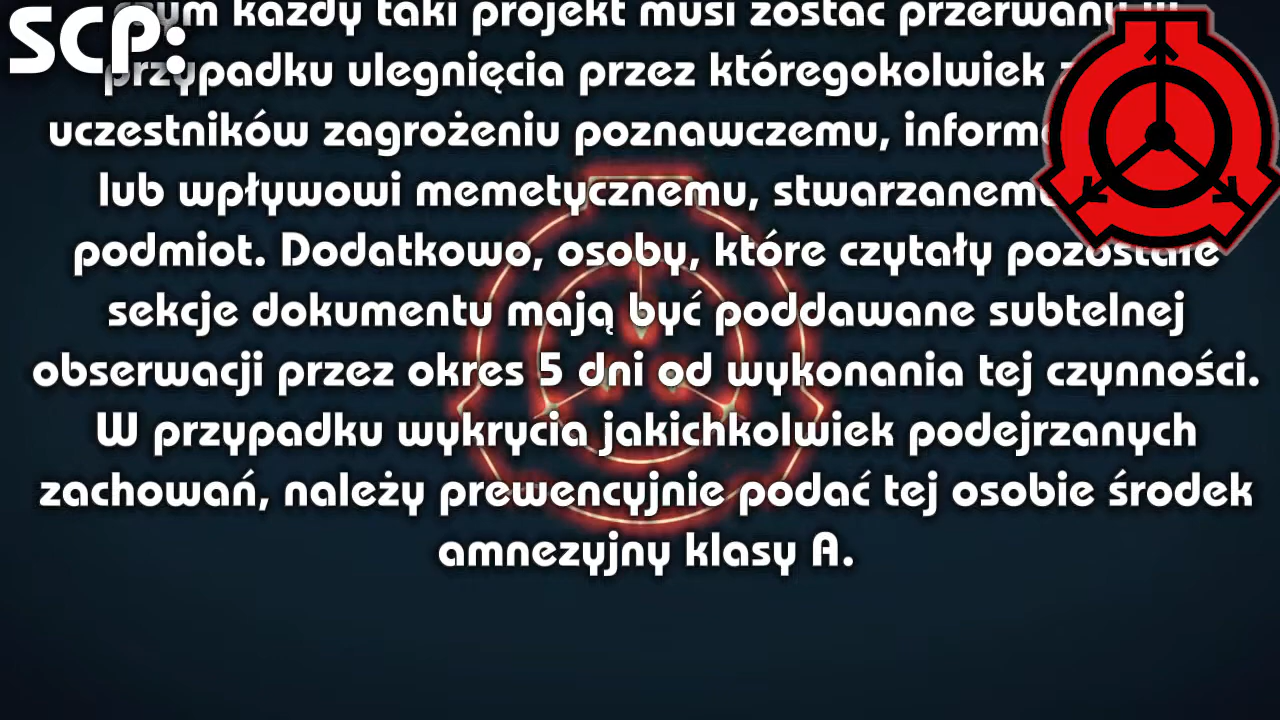 SCP:
każdy taki projekt musi zostać przerwany w
przypadku ulegnięcia przez któregokolwiek
uczestników zagrożeniu poznawczemu,
lub wpływowi memetycznemu,
podmiot. Dodatkowo, osoby, które czytały pozostałe
sekcje dokumentu mają być poddawane subtelnej
obserwacji przez okres 5 dni od wykonania tej czynności.
W przypadku wykrycia jakichkolwiek podejrzanych
zachowań, należy prewencyjnie podać tej osobie środek
amnezyjny klasy A.